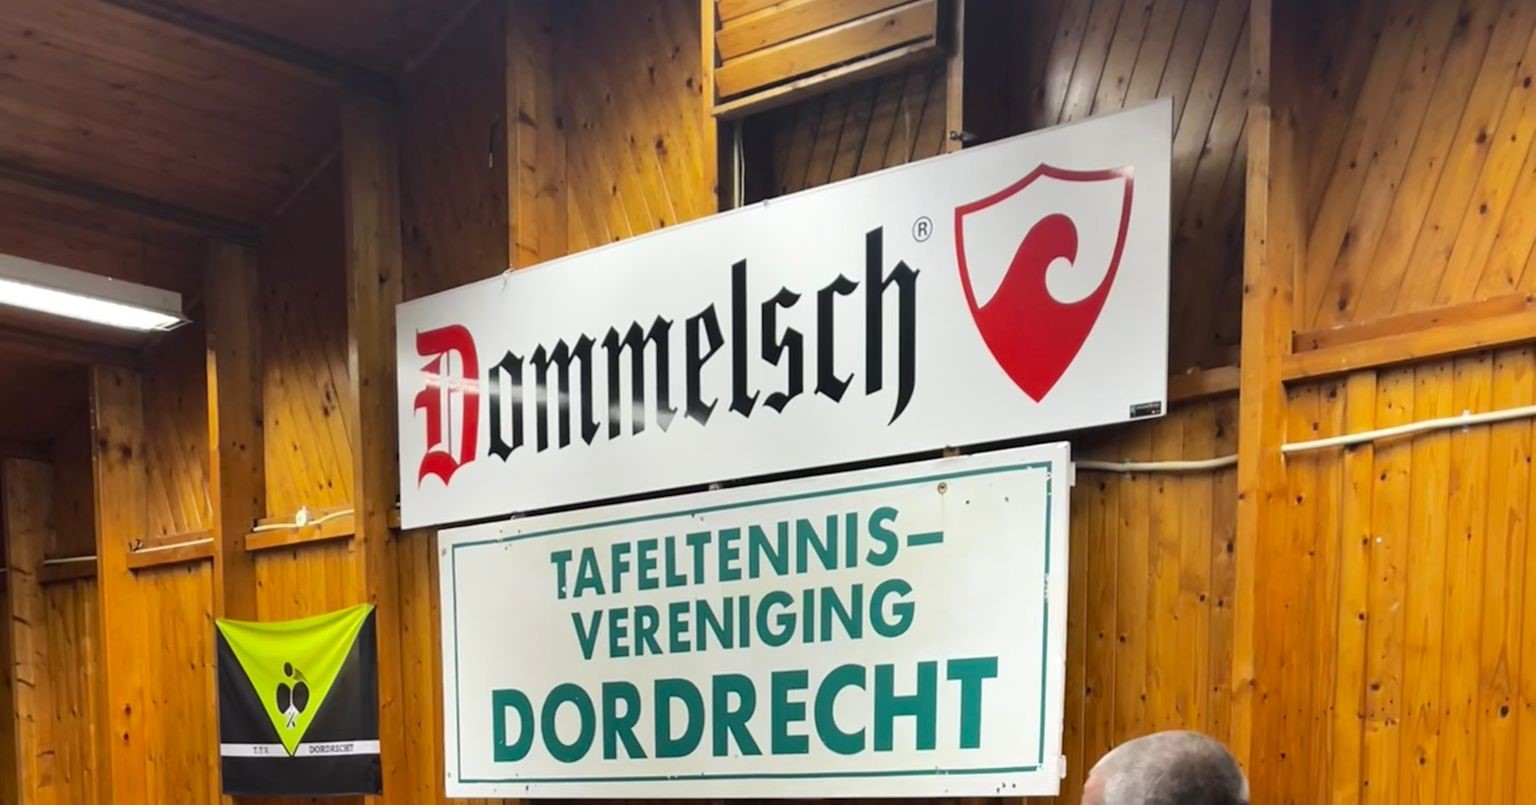 Dommelsch ®
TAFELTENNIS-
VERENIGING
DORDRECHT
T.T.V. DORDRECHT